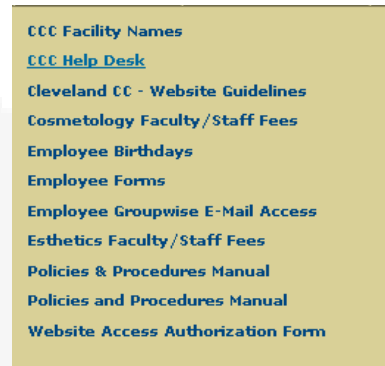 CCC Facility Names
CCC Help Desk
Cleveland CC - Website Guidelines
Cosmetology Faculty/Staff Fees
Employee Birthdays
Employee Forms
Employee Groupwise E-Mail Access
Esthetics Faculty/Staff Fees
Policies & Procedures Manual
Policies and Procedures Manual
Website Access Authorization Form